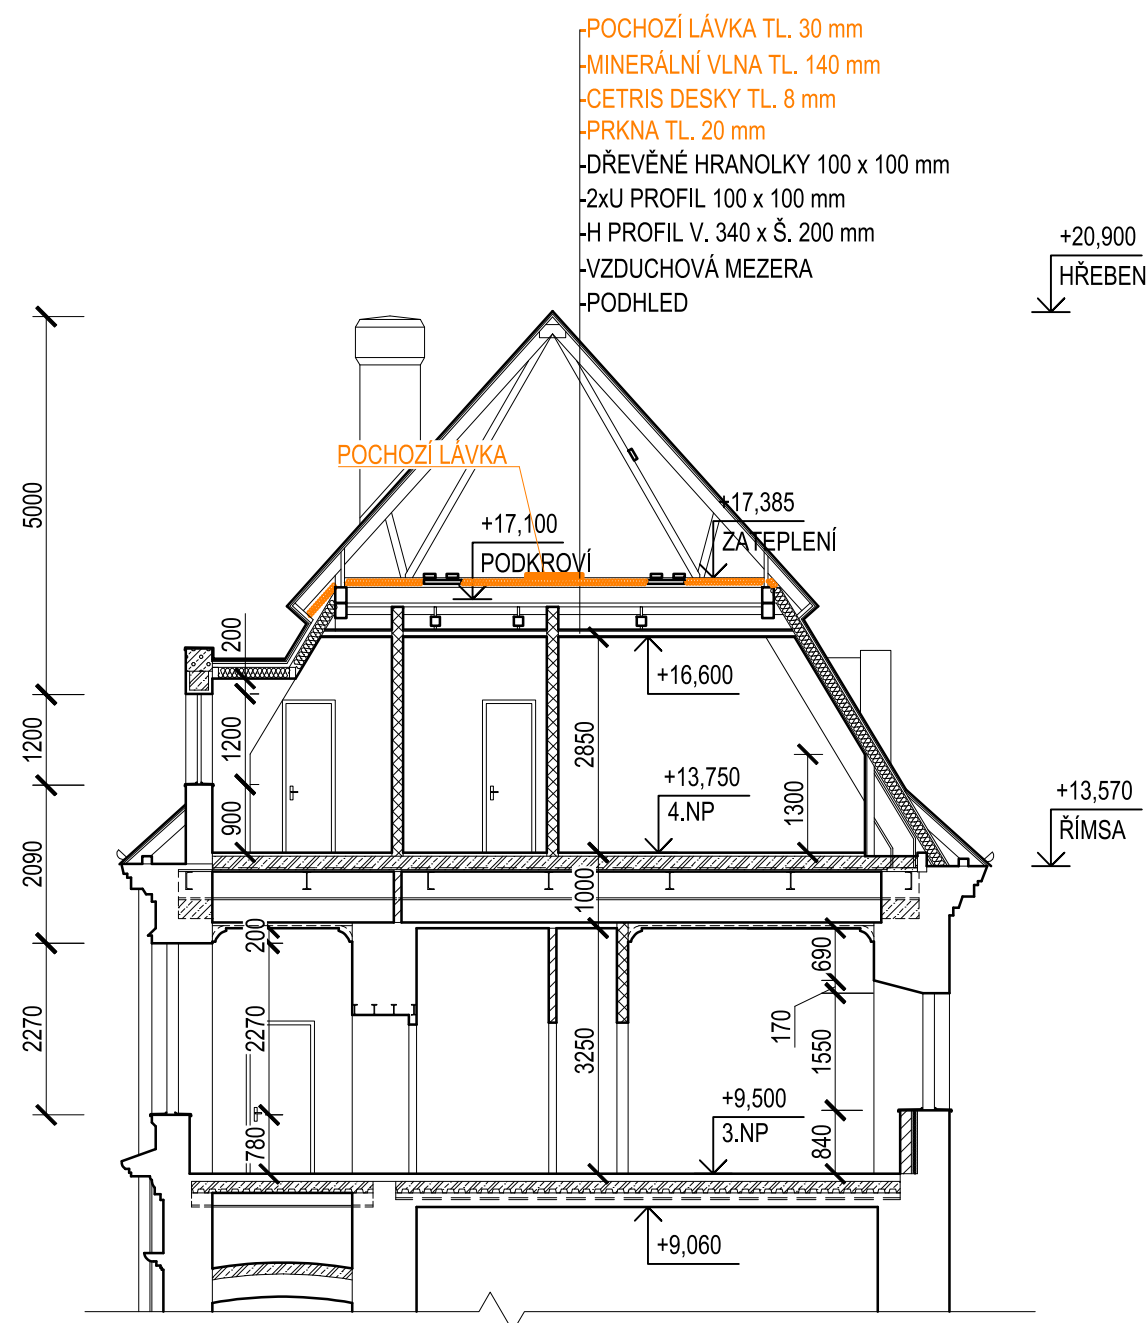 POCHOZÍ LÁVKA TL. 30 mm
MINERÁLNÍ VLNA TL. 140 mm
CETRIS DESKY TL. 8 mm
PRKNA TL. 20 mm
DŘEVĚNÉ HRANOLKY 100 x 100 mm
2xU PROFIL 100 x 100 mm
H PROFIL V. 340 x Š. 200 mm
VZDUCHOVÁ MEZERA
PODHLED
+20,900
HŘEBEN
POCHOZÍ LÁVKA
5000
+17,385
ZATEPLENÍ
+17,100
PODKROVÍ
200
+16,600
1200
1200
2850
+13,750
4.NP
1300
900
+13,570
ŘÍMSA
2090
1000
200
690
2270
2270
3250
170
1550
+9,500
3.NP
780
840
+9,060